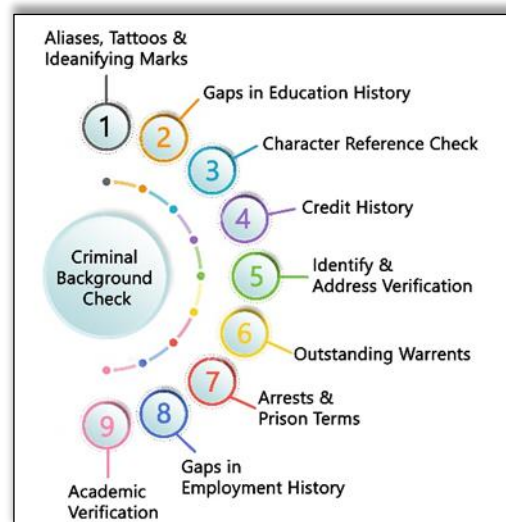 Aliases, Tattoos &
Ideanifying Marks
1
2
Gaps in Education History
3
Character Reference Check
4
Credit History
Criminal
Background
Check
5
Identify &
Address Verification
6
Outstanding Warrents
7
Arrests &
Prison Terms
8
Gaps in
Employment History
9
Academic
Verification